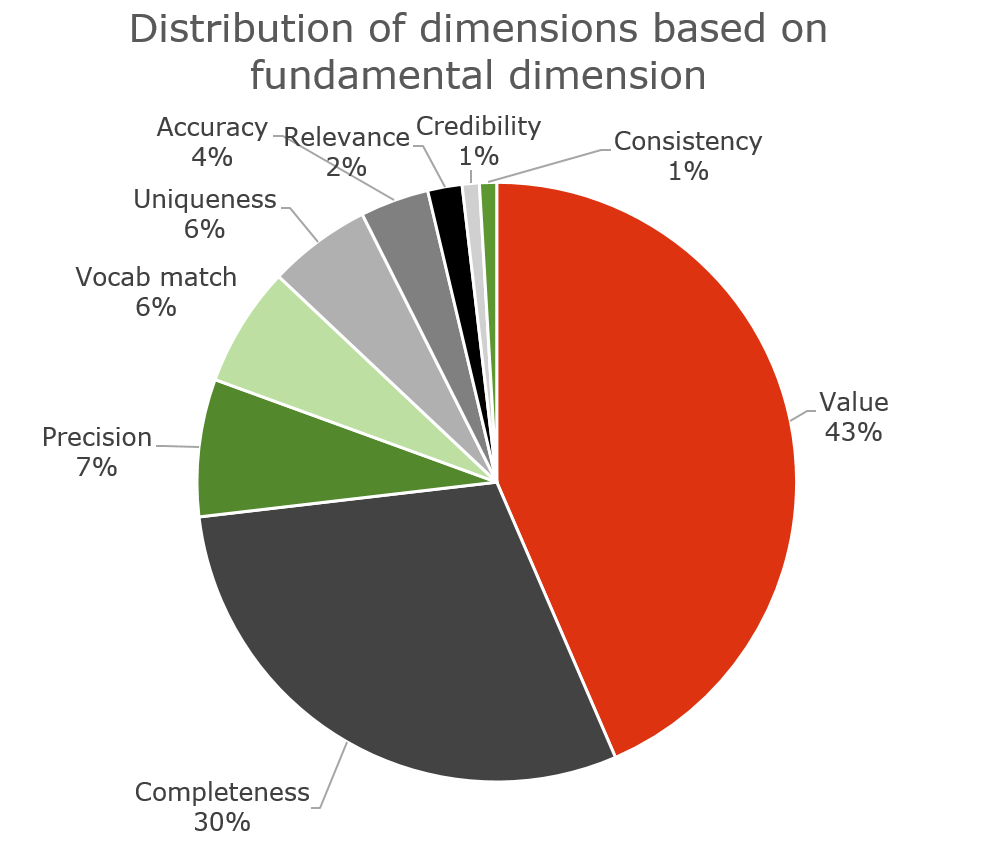 Distribution of dimensions based on
fundamental dimension
Accuracy
4%
Relevance
2%
Credibility
1%
Consistency
1%
Uniqueness
6%
Vocab match
6%
Value
43%
Precision
7%
Completeness
30%